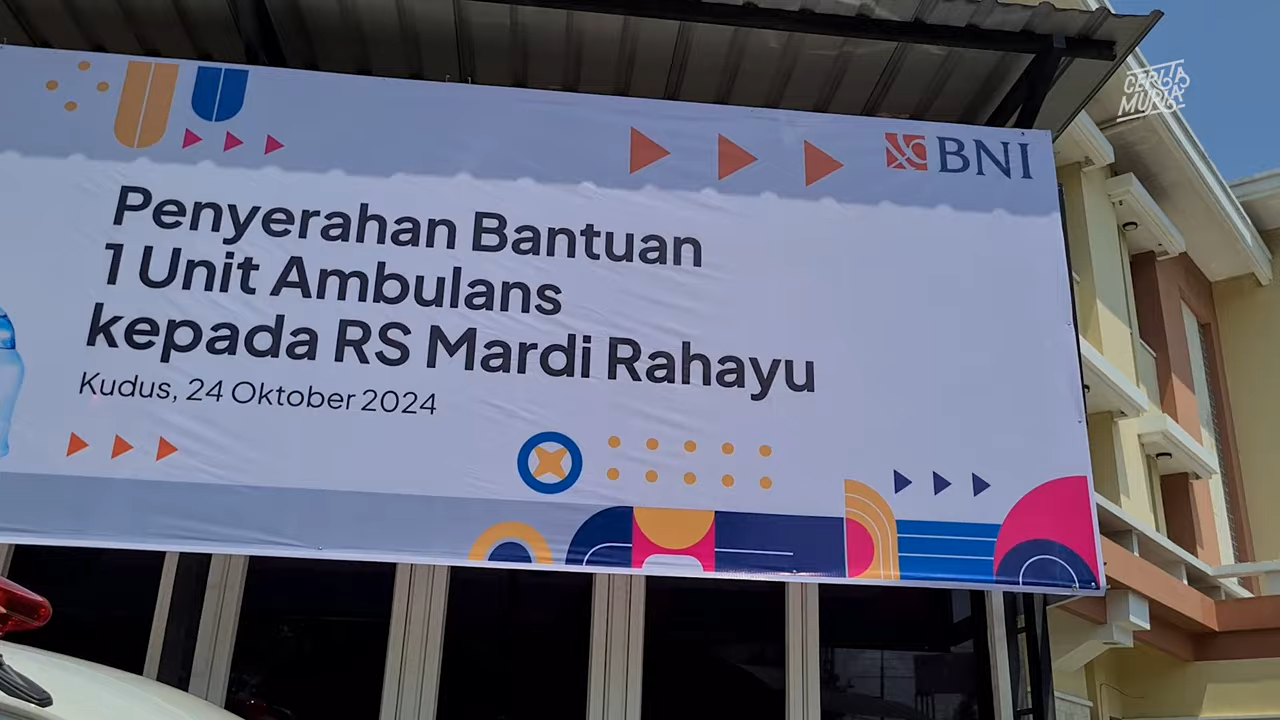 CERITA
MURIA
BNI
Penyerahan Bantuan
1 Unit Ambulans
kepada RS Mardi Rahayu
Kudus, 24 Oktober 2024